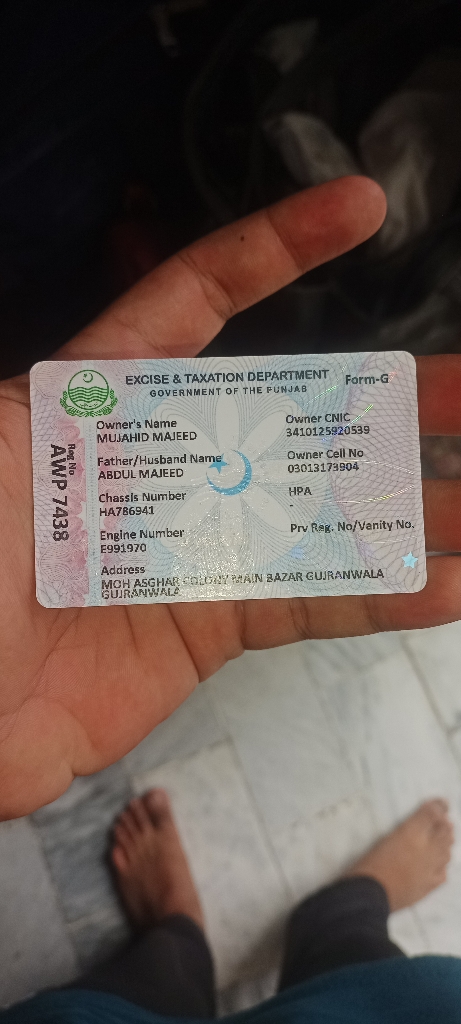 EXCISE & TAXATION DEPARTMENT
GOVERNMENT OF THE PUNJAB
Form-G
Reg No
AWP 7438
Owner's Name
MUJAHID MAJEED
Father/Husband Name
ABDUL MAJEED
Chassis Number
HA786941
Engine Number
E991970
Address
MOH ASGHAR COLONY MAIN BAZAR GUJRANWALA
GUJRANWALA
Owner CNIC
3410125920539
Owner Cell No
03013173904
HPA
-
Prv Reg. No/Vanity No.